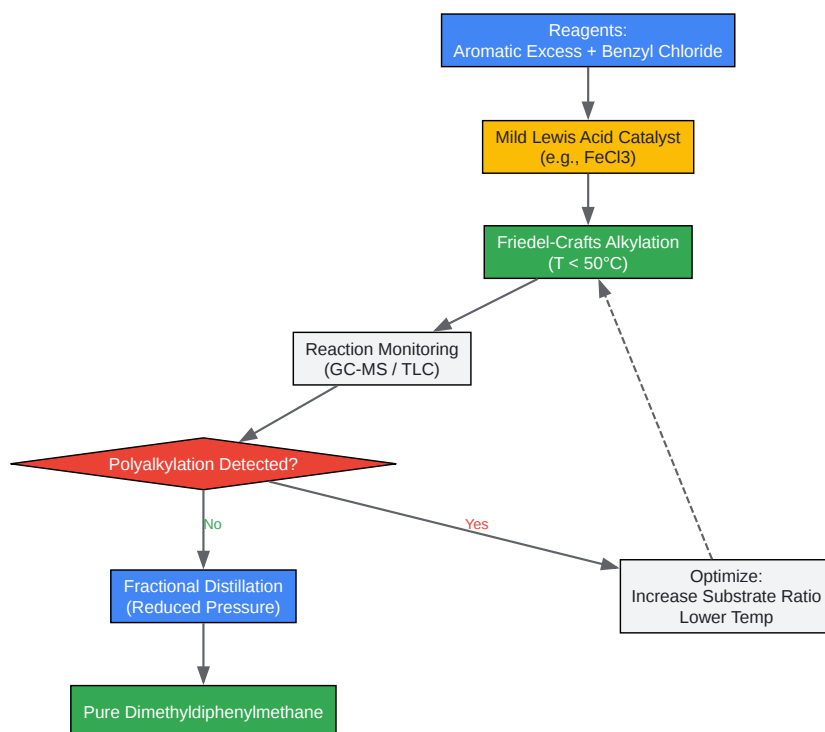 Reagents:
Aromatic Excess + Benzyl Chloride
Mild Lewis Acid Catalyst
(e.g., FeCl3)
Friedel-Crafts Alkylation
(T < 50°C)
Reaction Monitoring
(GC-MS / TLC)
Polyalkylation Detected?
No
Yes
Fractional Distillation
(Reduced Pressure)
Optimize:
Increase Substrate Ratio
Lower Temp
Pure Dimethyldiphenylmethane